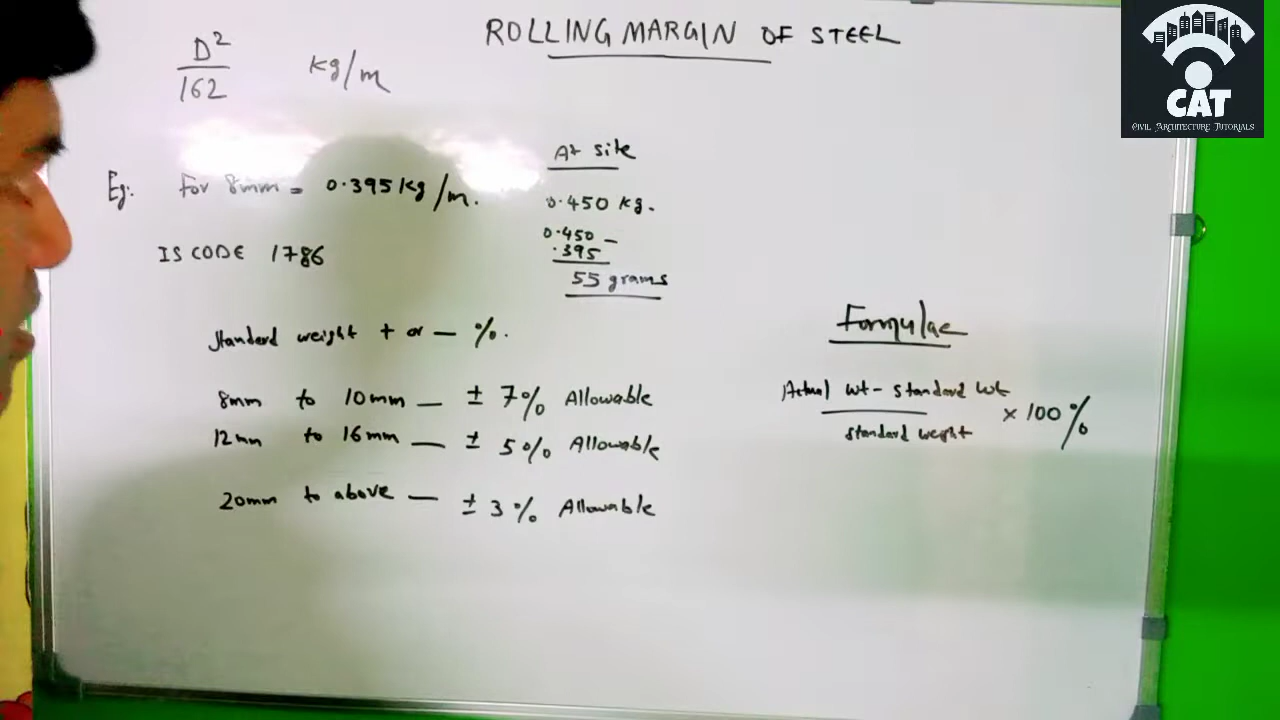 ROLLING MARGIN OF STEEL
D²
162
kg/m
CAT
CIVIL ARCHITECTURE TUTORIALS
Eg: For 8mm = 0.395 kg/m.
IS CODE 1786
At site
0.450 kg.
0.450 –
.395
55 grams
Standard weight + or – %.
8mm to 10mm — ± 7% Allowable
12mm to 16mm — ± 5% Allowable
20mm to above — ± 3% Allowable
Formulae
Actual wt – Standard wt
standard weight
× 100%